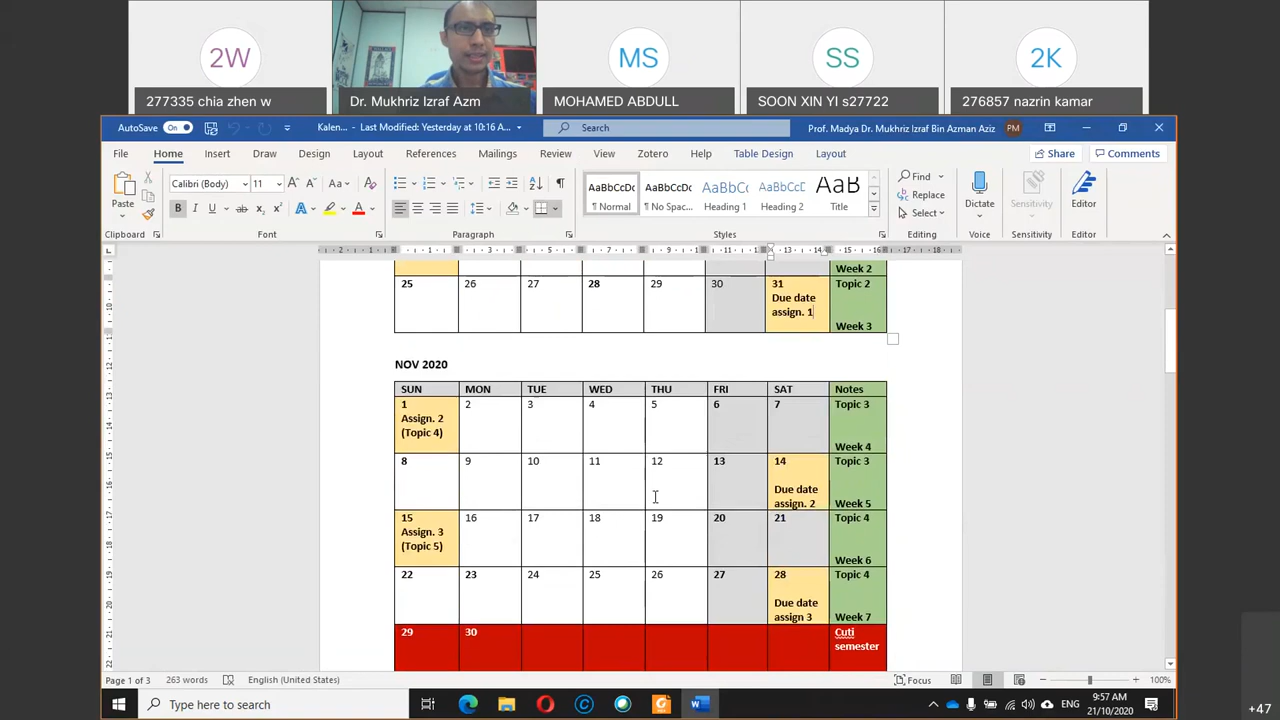 2W
MS
SS
2K
277335 chia zhen w
Dr. Mukhriz Izraf Azm
MOHAMED ABDULL
SOON XIN YI s27722
276857 nazrin kamar
AutoSave On
Kalen... - Last Modified: Yesterday at 10:16 A...
Search
Prof. Madya Dr. Mukhriz Izraf Bin Azman Aziz PM
File Home Insert Draw Design Layout References Mailings Review View Zotero Help Table Design Layout Share Comments
Calibri (Body) 11
AaBbCcDc AaBbCcDc AaBbCc AaBbCcD AaB
¶ Normal ¶ No Spac... Heading 1 Heading 2 Title
Find
Replace
Select
Paste Dictate Sensitivity Editor
Clipboard Font Paragraph Styles Editing Voice Sensitivity Editor
Week 2
25 26 27 28 29 30 31 Topic 2
Due date
assign. 1
Week 3
NOV 2020
SUN MON TUE WED THU FRI SAT Notes
1 2 3 4 5 6 7 Topic 3
Assign. 2
(Topic 4)
Week 4
8 9 10 11 12 13 14 Topic 3
Due date
assign. 2 Week 5
15 16 17 18 19 20 21 Topic 4
Assign. 3
(Topic 5)
Week 6
22 23 24 25 26 27 28 Topic 4
Due date
assign 3 Week 7
29 30 Cuti
semester
Page 1 of 3 263 words English (United States) Focus 100%
Type here to search
ENG
9:57 AM
21/10/2020
+47